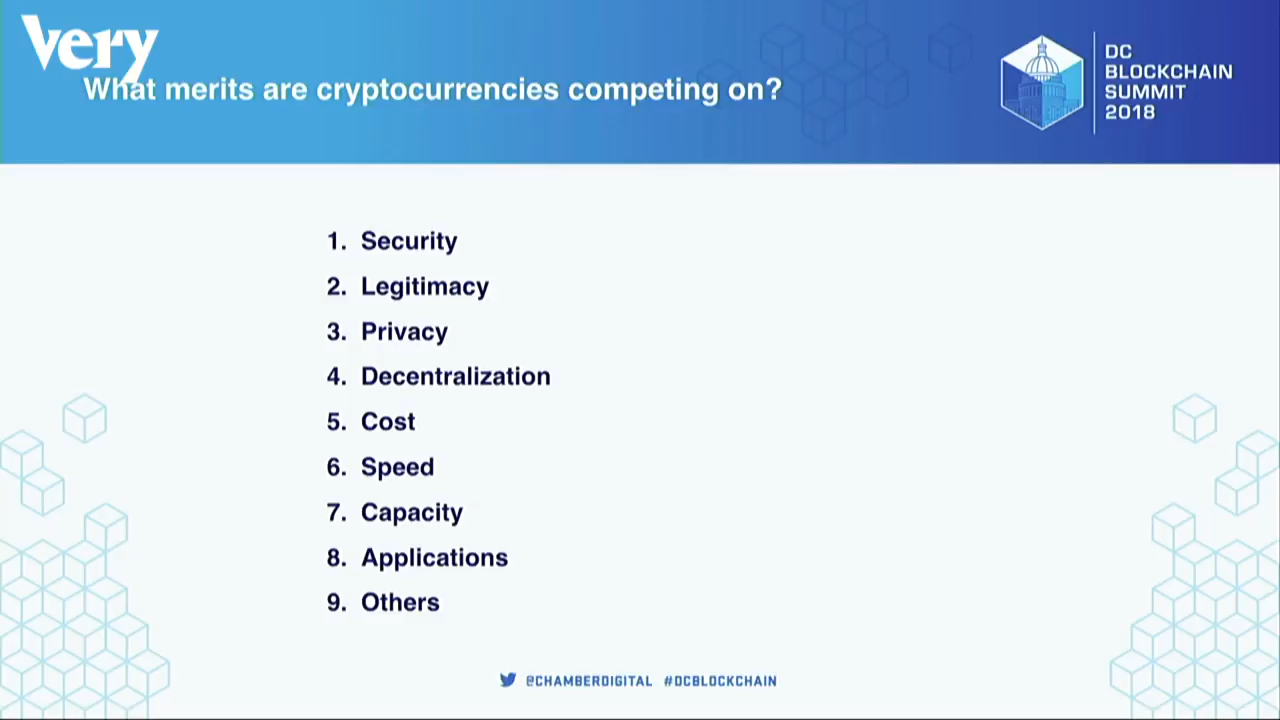 very
What merits are cryptocurrencies competing on?
DC
BLOCKCHAIN
SUMMIT
2018
1. Security
2. Legitimacy
3. Privacy
4. Decentralization
5. Cost
6. Speed
7. Capacity
8. Applications
9. Others
@CHAMBERDIGITAL #DCBLOCKCHAIN